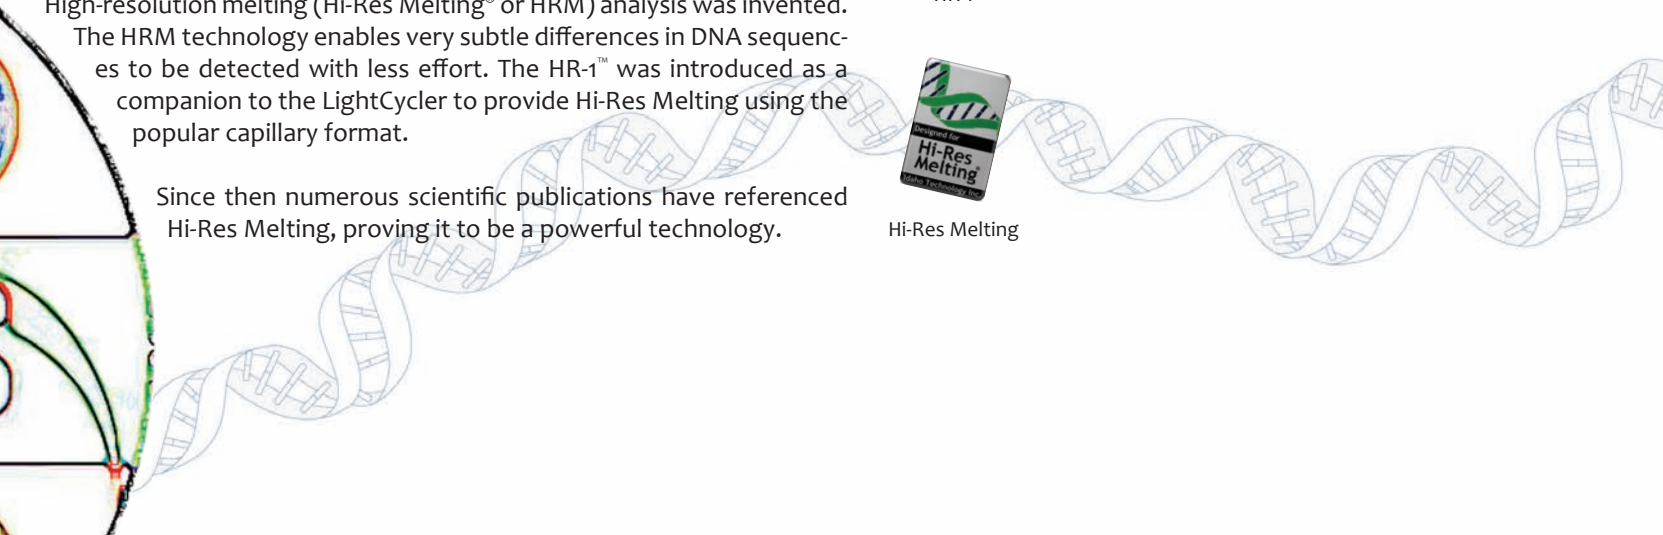 High-resolution melting (Hi-Res Melting® or HRM) analysis was invented.
The HRM technology enables very subtle differences in DNA sequenc-
es to be detected with less effort. The HR-1™ was introduced as a
companion to the LightCycler to provide Hi-Res Melting using the
popular capillary format.
Since then numerous scientific publications have referenced
Hi-Res Melting, proving it to be a powerful technology.
Designed for
Hi-Res
Melting®
Idaho Technology Inc.
Hi-Res Melting